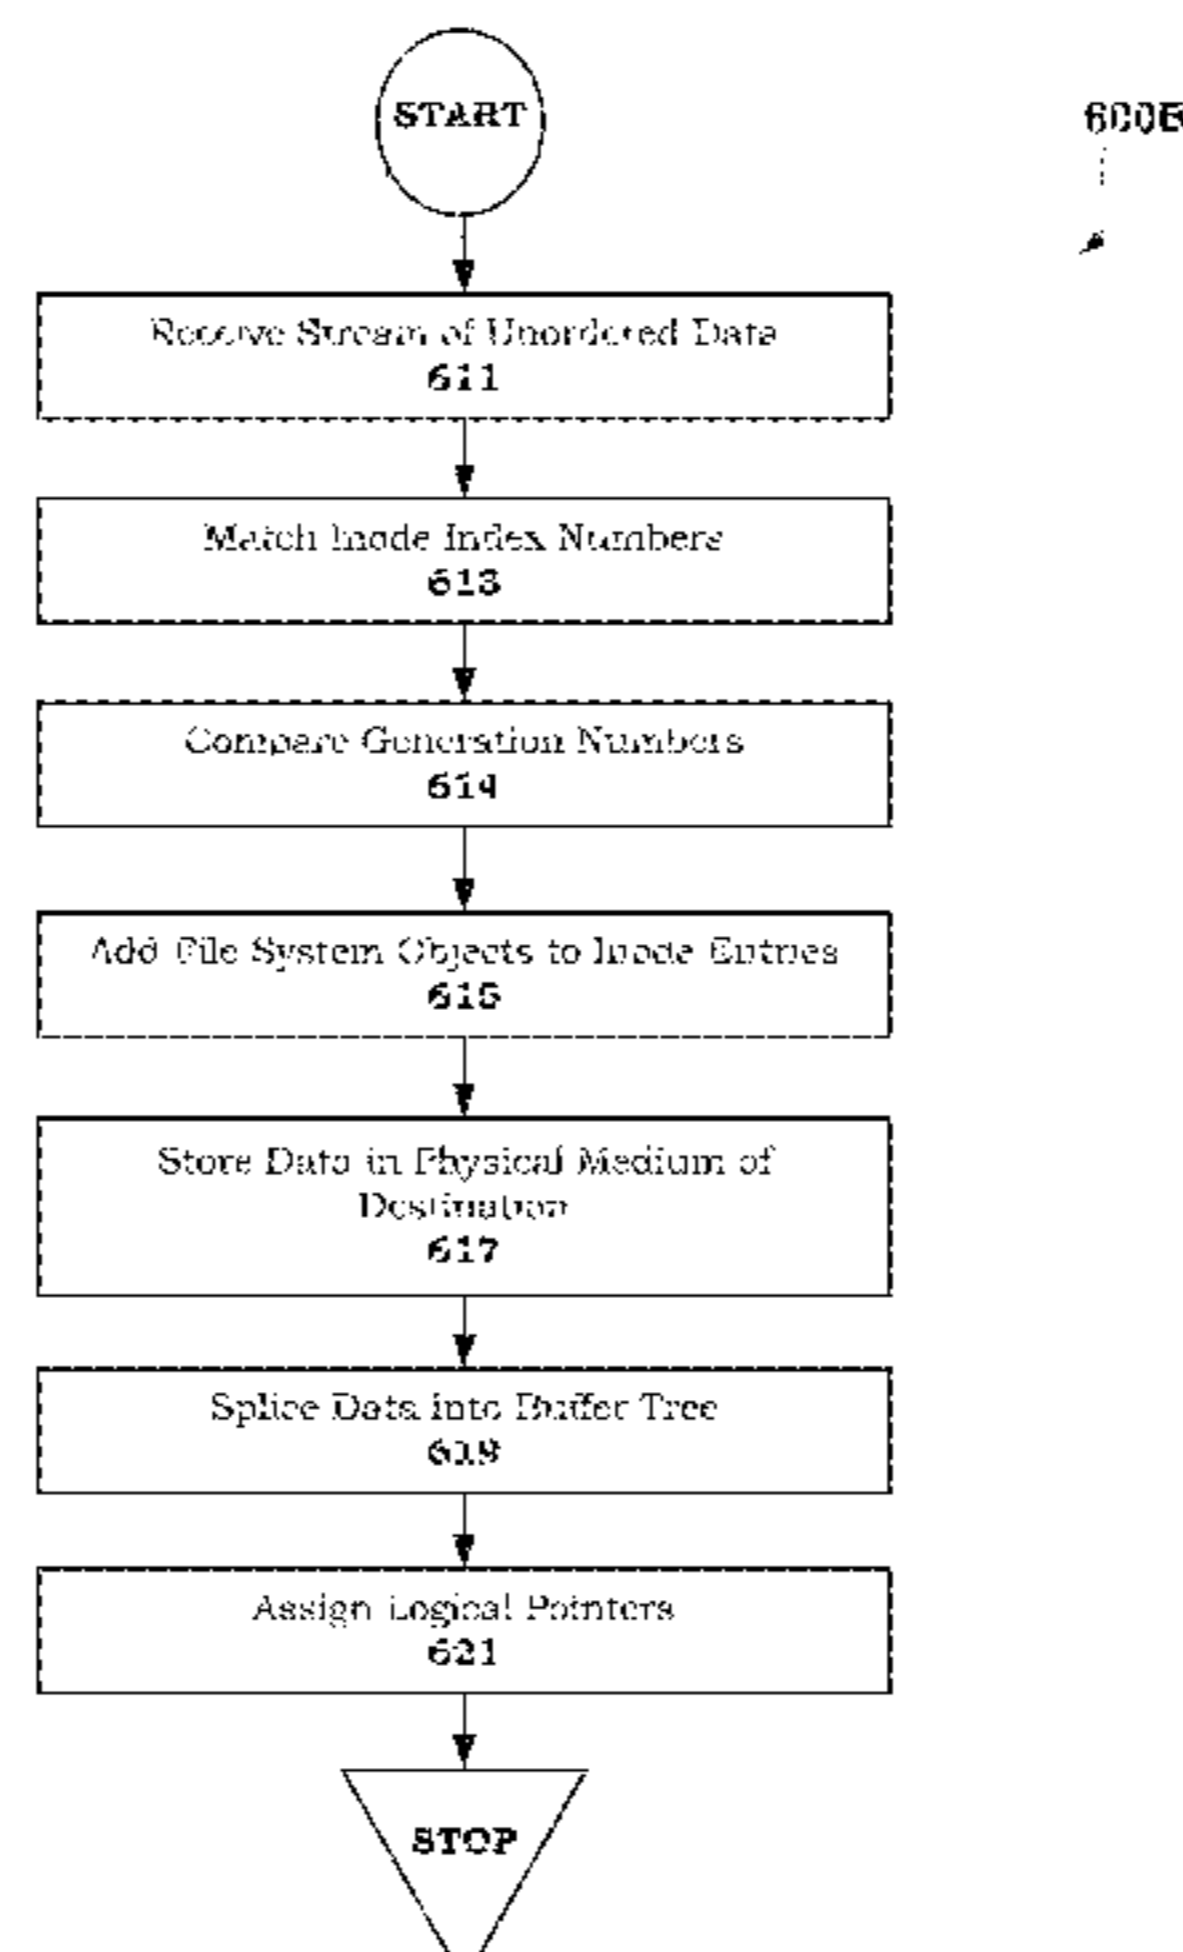 START
600B
Receive Stream of Unordered Data
611
Match Inode Index Numbers
613
Compare Generation Numbers
614
Add File System Objects to Inode Entries
615
Store Data in Physical Medium of
Destination
617
Splice Data into Buffer Tree
619
Assign Logical Pointers
621
STOP